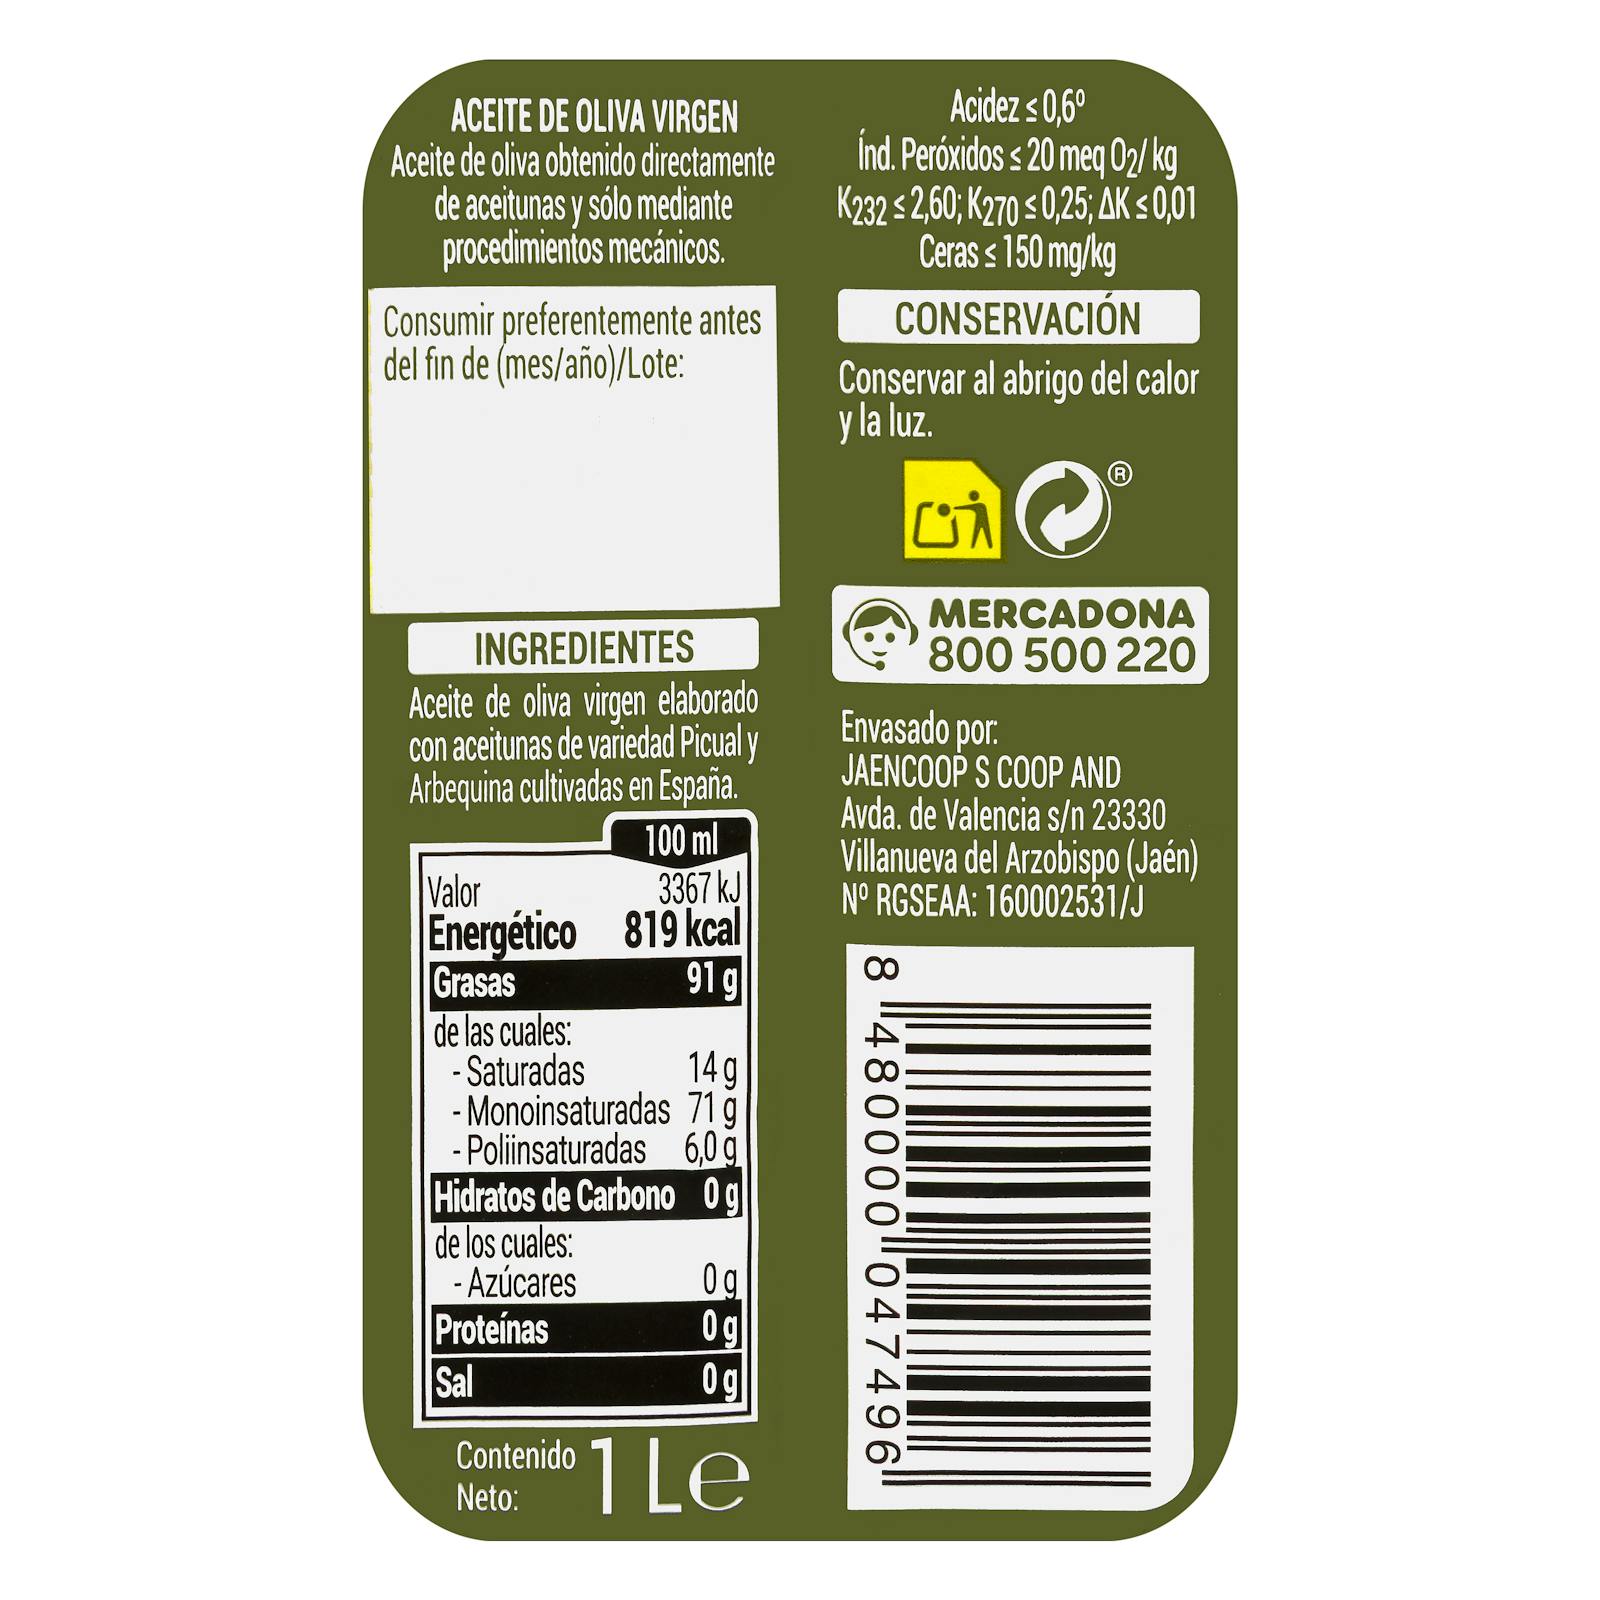 ACEITE DE OLIVA VIRGEN
Aceite de oliva obtenido directamente
de aceitunas y sólo mediante
procedimientos mecánicos.
Consumir preferentemente antes
del fin de (mes/año)/Lote:
INGREDIENTES
Aceite de oliva virgen elaborado
con aceitunas de variedad Picual y
Arbequina cultivadas en España.
100 ml
Valor 3367 kJ
Energético 819 kcal
Grasas 91 g
de las cuales:
- Saturadas 14 g
- Monoinsaturadas 71 g
- Poliinsaturadas 6,0 g
Hidratos de Carbono 0 g
de los cuales:
- Azúcares 0 g
Proteínas 0 g
Sal 0 g
Contenido
Neto: 1 L e
Acidez ≤ 0,6º
Índ. Peróxidos ≤ 20 meq O2/ kg
K232 ≤ 2,60; K270 ≤ 0,25; ΔK ≤ 0,01
Ceras ≤ 150 mg/kg
CONSERVACIÓN
Conservar al abrigo del calor
y la luz.
®
MERCADONA
800 500 220
Envasado por:
JAENCOOP S COOP AND
Avda. de Valencia s/n 23330
Villanueva del Arzobispo (Jaén)
Nº RGSEAA: 160002531/J
8 480000 047496